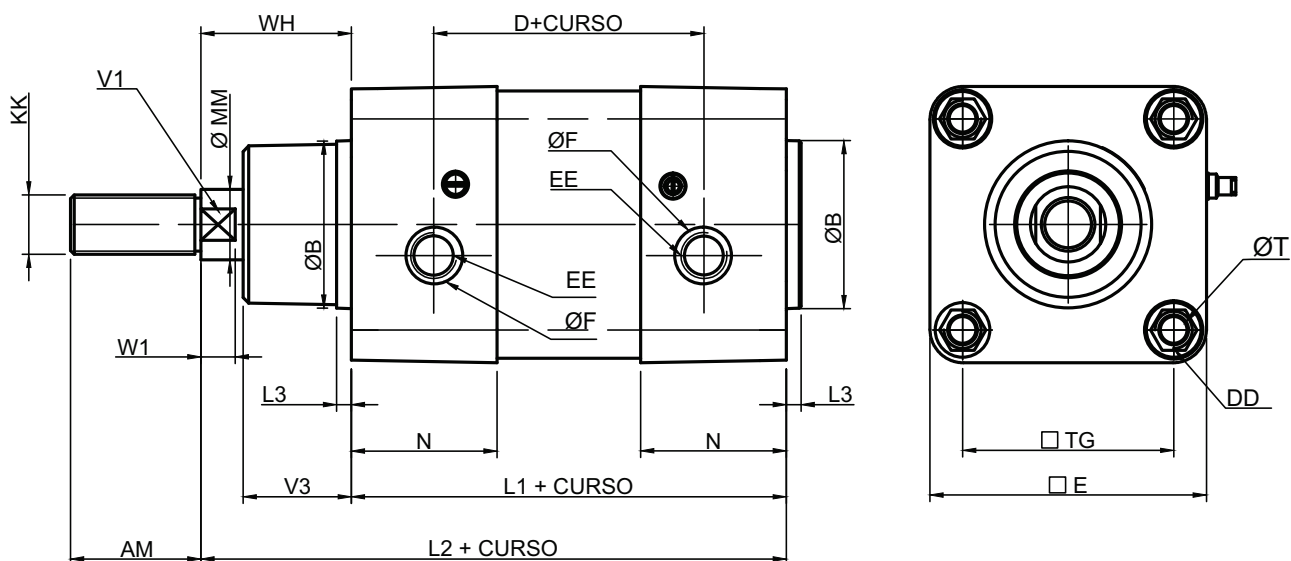 WH
D+CURSO
V1
KK
Ø MM
ØF
EE
ØB
ØB
ØT
EE
ØF
W1
L3
L3
DD
N
N
□ TG
V3
L1 + CURSO
□ E
AM
L2 + CURSO